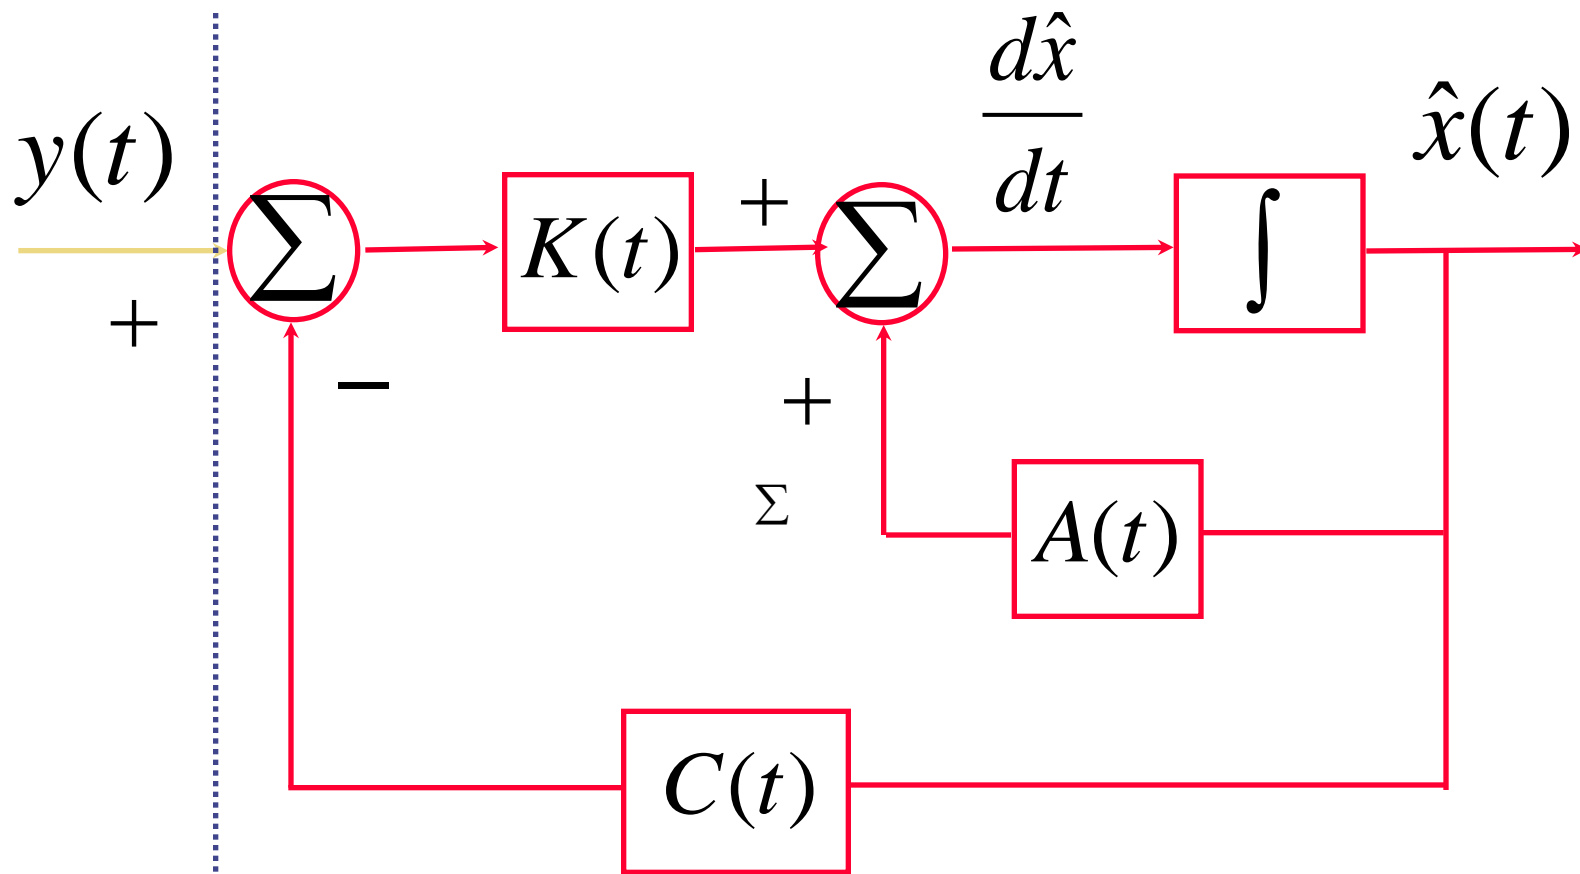 y(t)
+
∑
−
K(t)
+
∑
+
∑
dx̂
dt
∫
x̂(t)
A(t)
C(t)